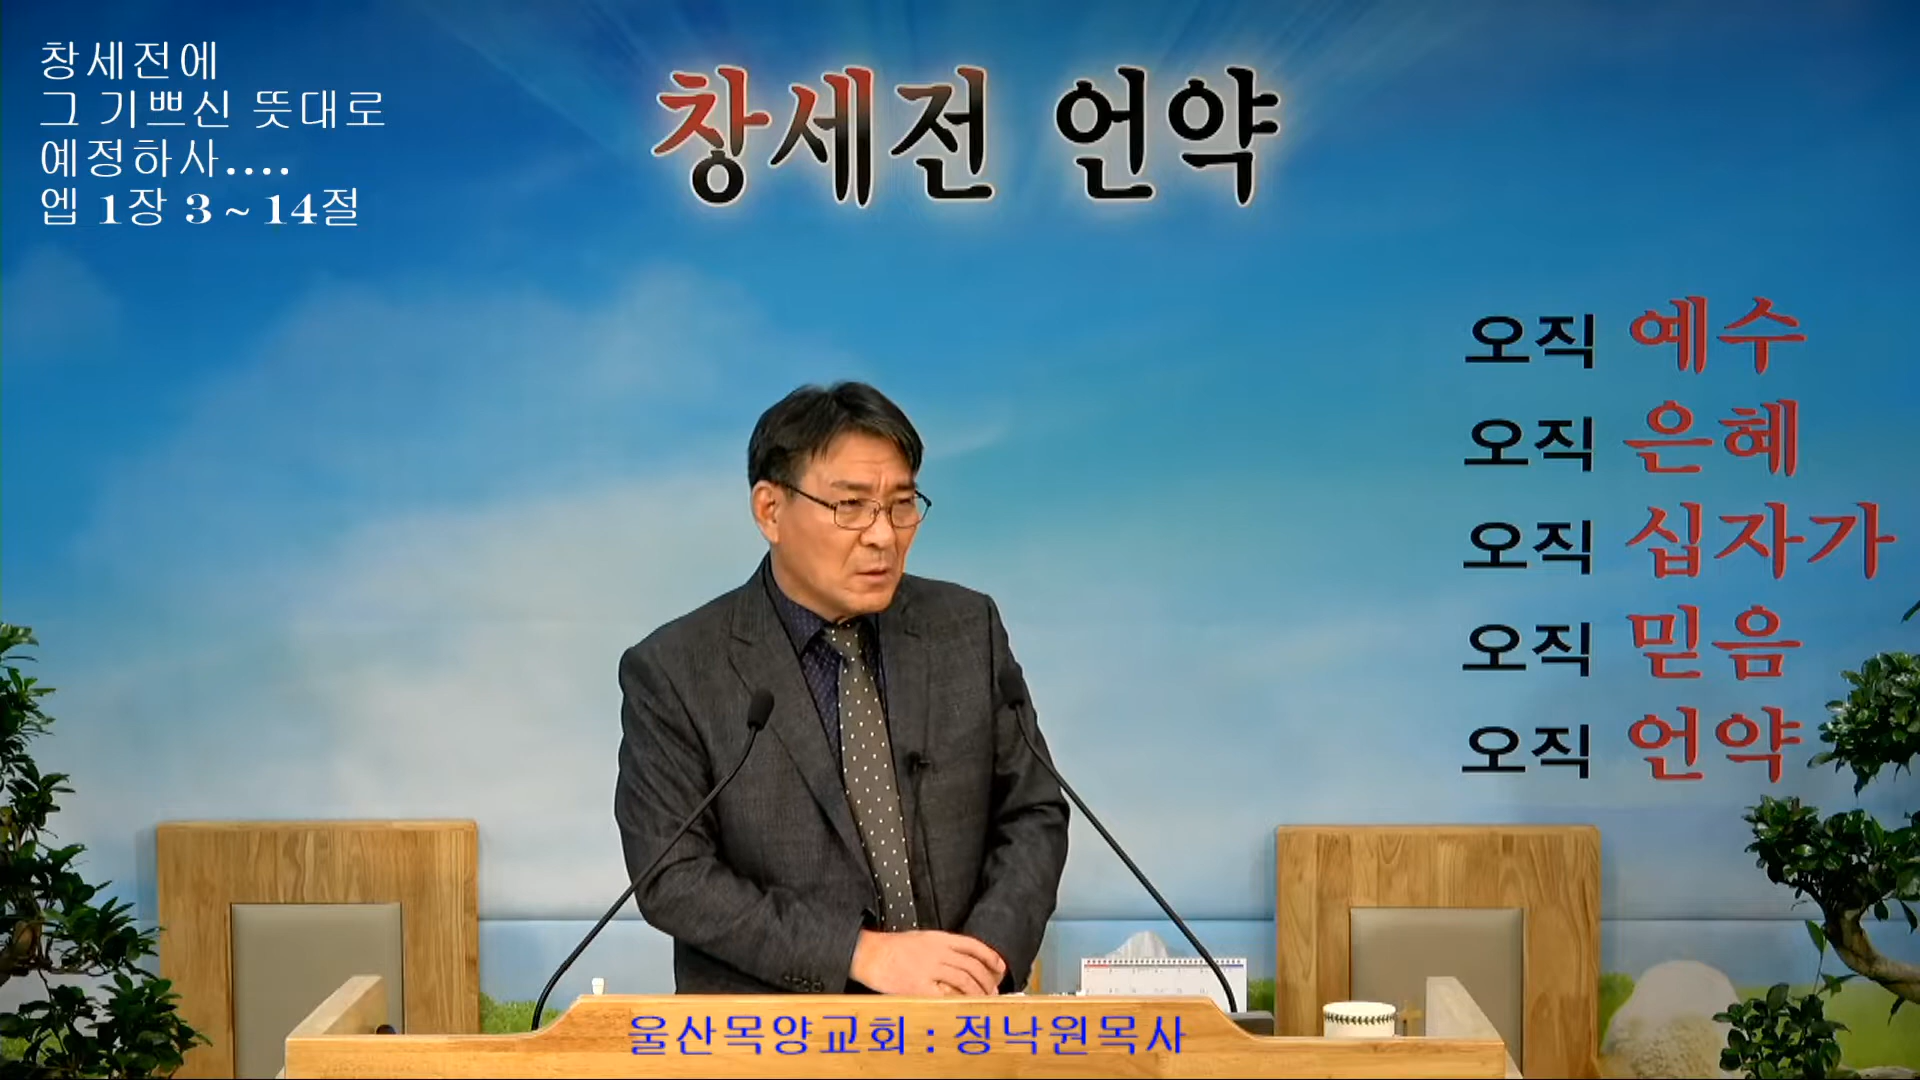 창세전에
그 기쁘신 뜻대로
예정하사....
엡 1장 3 ~ 14절
창세전 언약
오직 예수
오직 은혜
오직 십자가
오직 믿음
오직 언약
울산목양교회 : 정낙원목사